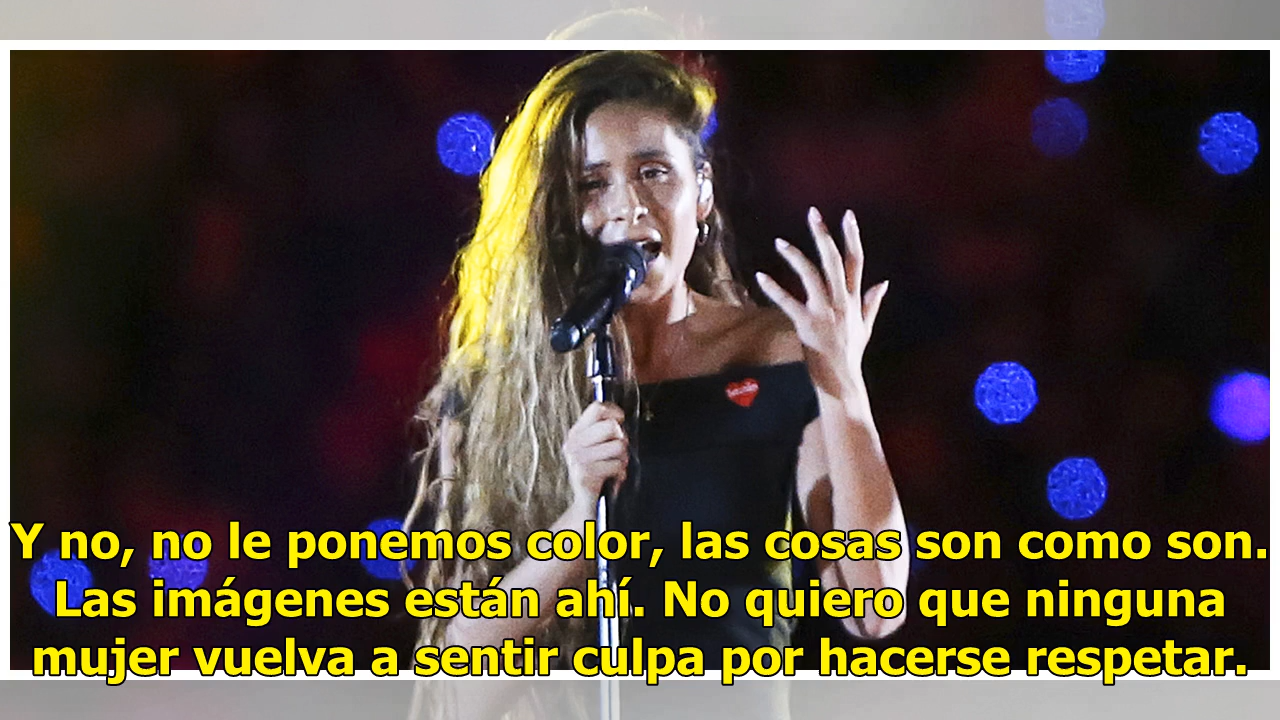 Y no, no le ponemos color, las cosas son como son.
Las imágenes están ahí. No quiero que ninguna
mujer vuelva a sentir culpa por hacerse respetar.